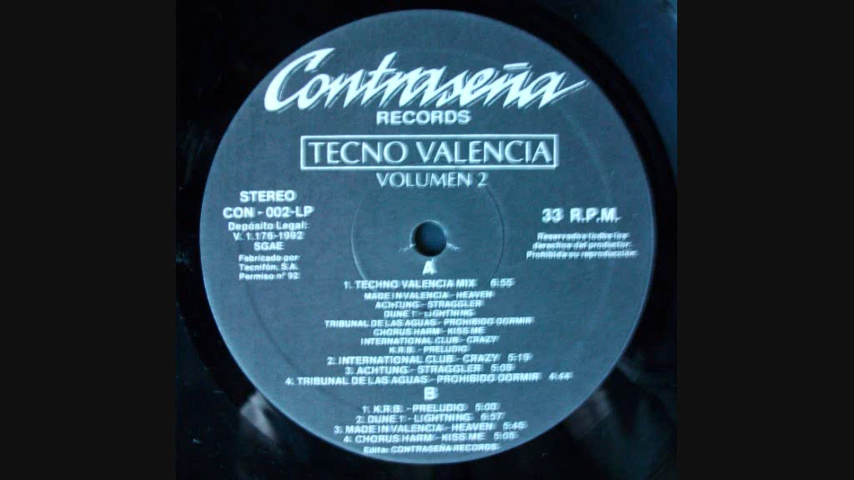 Contraseña
RECORDS
TECNO VALENCIA
VOLUMEN 2
STEREO
CON - 002-LP
Depósito Legal:
V. 1.176-1992
SGAE
Fabricado por
Tecnifón, S.A.
Permiso nº 92
33 R.P.M.
Reservados todos los
derechos del productor.
Prohibida su reproducción.
A
1. TECHNO VALENCIA MIX 6:55
MADE IN VALENCIA - HEAVEN
ACHTUNG - STRAGGLER
DUNE 1 - LIGHTNING
TRIBUNAL DE LAS AGUAS - PROHIBIDO DORMIR
CHORUS HARM - KISS ME
INTERNATIONAL CLUB - CRAZY
K.R.B. - PRELUDIO
2. INTERNATIONAL CLUB - CRAZY 5:19
3. ACHTUNG - STRAGGLER 5:09
4. TRIBUNAL DE LAS AGUAS - PROHIBIDO DORMIR 4:44
B
1. K.R.B. - PRELUDIO 5:00
2. DUNE 1 - LIGHTNING 6:57
3. MADE IN VALENCIA - HEAVEN 5:46
4. CHORUS HARM - KISS ME 5:05
Edita: CONTRASEÑA RECORDS